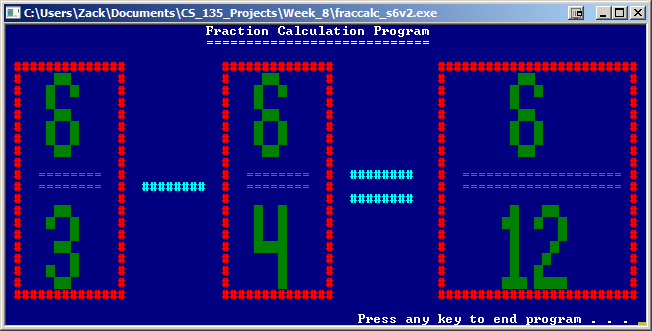 C:\Users\Zack\Documents\CS_135_Projects\Week_8\fraccalc_s6v2.exe
Fraction Calculation Program
============================
6 6 6
- =
3 4 12
Press any key to end program . . .